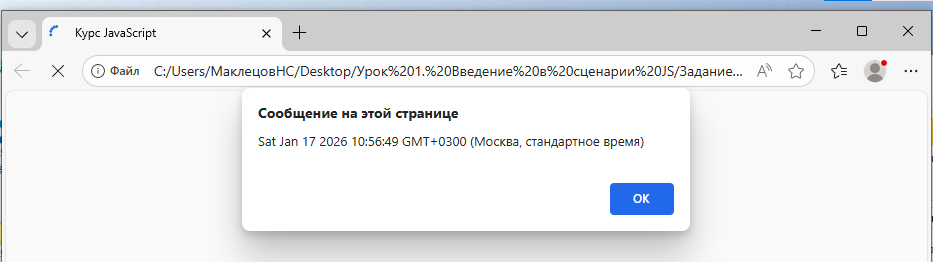 Курс JavaScript
Файл C:/Users/МаклецовНС/Desktop/Урок%201.%20Введение%20в%20сценарии%20JS/Задание...
Сообщение на этой странице
Sat Jan 17 2026 10:56:49 GMT+0300 (Москва, стандартное время)
ОК